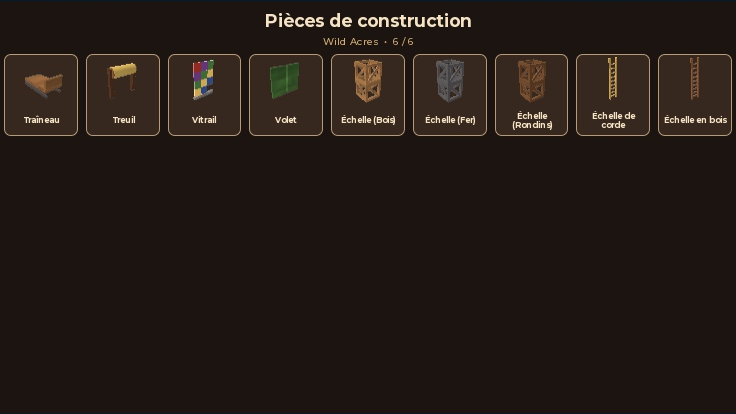 Pièces de construction
Wild Acres • 6 / 6
Traîneau
Treuil
Vitrail
Volet
Échelle (Bois)
Échelle (Fer)
Échelle
(Rondins)
Échelle de
corde
Échelle en bois